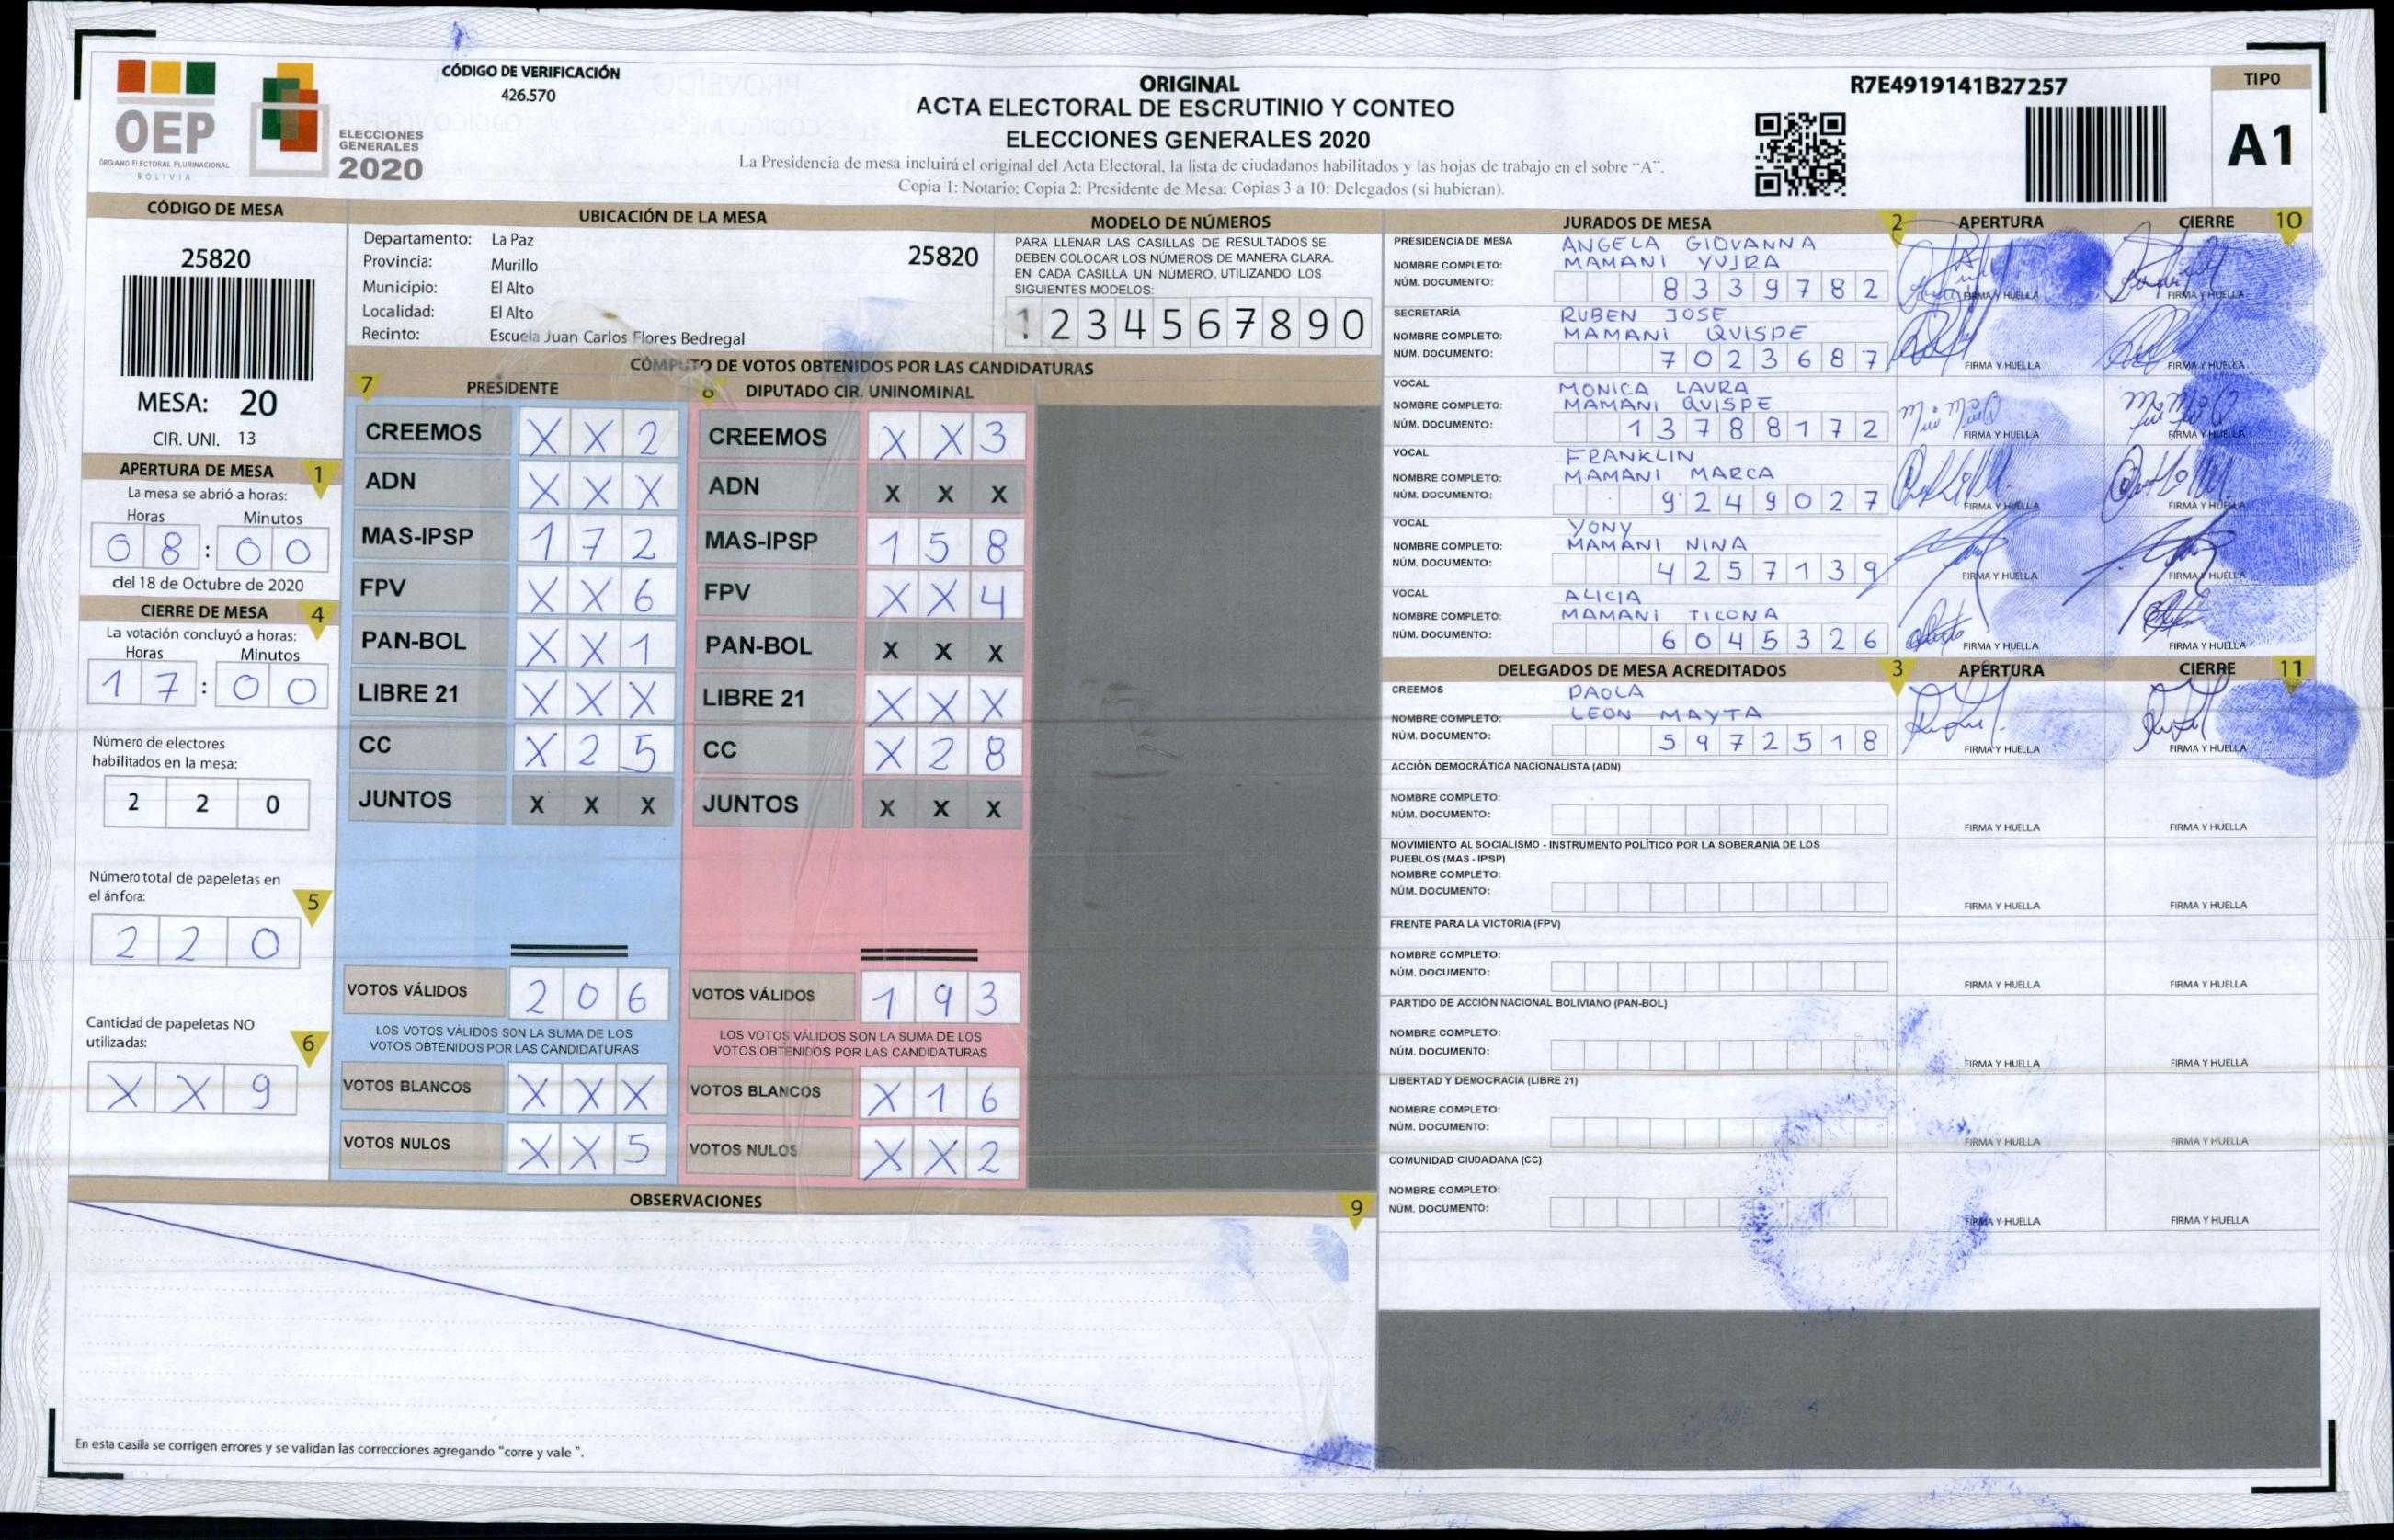 CÓDIGO DE VERIFICACIÓN
426.570
OEP
ÓRGANO ELECTORAL PLURINACIONAL
BOLIVIA
ELECCIONES
GENERALES
2020
ORIGINAL
ACTA ELECTORAL DE ESCRUTINIO Y CONTEO
ELECCIONES GENERALES 2020
La Presidencia de mesa incluirá el original del Acta Electoral, la lista de ciudadanos habilitados y las hojas de trabajo en el sobre "A".
Copia 1: Notario; Copia 2: Presidente de Mesa; Copias 3 a 10: Delegados (si hubieran).
R7E4919141B27257
TIPO
A1
CÓDIGO DE MESA
25820
MESA: 20
CIR. UNI. 13
APERTURA DE MESA 1
La mesa se abrió a horas:
Horas Minutos
08:00
del 18 de Octubre de 2020
CIERRE DE MESA 4
La votación concluyó a horas:
Horas Minutos
17:00
Número de electores
habilitados en la mesa:
2 2 0
Número total de papeletas en
el ánfora: 5
2 2 0
Cantidad de papeletas NO
utilizadas: 6
X X 9
UBICACIÓN DE LA MESA
Departamento: La Paz 25820
Provincia: Murillo
Municipio: El Alto
Localidad: El Alto
Recinto: Escuela Juan Carlos Flores Bedregal
MODELO DE NÚMEROS
PARA LLENAR LAS CASILLAS DE RESULTADOS SE
DEBEN COLOCAR LOS NÚMEROS DE MANERA CLARA.
EN CADA CASILLA UN NÚMERO, UTILIZANDO LOS
SIGUIENTES MODELOS:
1 2 3 4 5 6 7 8 9 0
CÓMPUTO DE VOTOS OBTENIDOS POR LAS CANDIDATURAS
7 PRESIDENTE
CREEMOS X X 2
ADN X X X
MAS-IPSP 1 7 2
FPV X X 6
PAN-BOL X X 1
LIBRE 21 X X X
CC X 2 5
JUNTOS X X X
VOTOS VÁLIDOS 2 0 6
LOS VOTOS VÁLIDOS SON LA SUMA DE LOS
VOTOS OBTENIDOS POR LAS CANDIDATURAS
VOTOS BLANCOS X X X
VOTOS NULOS X X 5
8 DIPUTADO CIR. UNINOMINAL
CREEMOS X X 3
ADN X X X
MAS-IPSP 1 5 8
FPV X X 4
PAN-BOL X X X
LIBRE 21 X X X
CC X 2 8
JUNTOS X X X
VOTOS VÁLIDOS 1 9 3
LOS VOTOS VÁLIDOS SON LA SUMA DE LOS
VOTOS OBTENIDOS POR LAS CANDIDATURAS
VOTOS BLANCOS X 1 6
VOTOS NULOS X X 2
OBSERVACIONES 9
En esta casilla se corrigen errores y se validan las correcciones agregando "corre y vale ".
JURADOS DE MESA 2 APERTURA CIERRE 10
PRESIDENCIA DE MESA ANGELA GIOVANNA
NOMBRE COMPLETO: MAMANI YUJRA
NÚM. DOCUMENTO: 8339782
FIRMA Y HUELLA FIRMA Y HUELLA
SECRETARÍA RUBEN JOSE
NOMBRE COMPLETO: MAMANI QUISPE
NÚM. DOCUMENTO: 7023687
FIRMA Y HUELLA FIRMA Y HUELLA
VOCAL MONICA LAURA
NOMBRE COMPLETO: MAMANI QUISPE
NÚM. DOCUMENTO: 13788172
FIRMA Y HUELLA FIRMA Y HUELLA
VOCAL FRANKLIN
NOMBRE COMPLETO: MAMANI MARCA
NÚM. DOCUMENTO: 9249027
FIRMA Y HUELLA FIRMA Y HUELLA
VOCAL YONY
NOMBRE COMPLETO: MAMANI NINA
NÚM. DOCUMENTO: 4257139
FIRMA Y HUELLA FIRMA Y HUELLA
VOCAL ALICIA
NOMBRE COMPLETO: MAMANI TICONA
NÚM. DOCUMENTO: 6045326
FIRMA Y HUELLA FIRMA Y HUELLA
DELEGADOS DE MESA ACREDITADOS 3 APERTURA CIERRE 11
CREEMOS PAOLA
NOMBRE COMPLETO: LEON MAYTA
NÚM. DOCUMENTO: 5972518
FIRMA Y HUELLA FIRMA Y HUELLA
ACCIÓN DEMOCRÁTICA NACIONALISTA (ADN)
NOMBRE COMPLETO:
NÚM. DOCUMENTO:
FIRMA Y HUELLA FIRMA Y HUELLA
MOVIMIENTO AL SOCIALISMO - INSTRUMENTO POLÍTICO POR LA SOBERANIA DE LOS
PUEBLOS (MAS - IPSP)
NOMBRE COMPLETO:
NÚM. DOCUMENTO:
FIRMA Y HUELLA FIRMA Y HUELLA
FRENTE PARA LA VICTORIA (FPV)
NOMBRE COMPLETO:
NÚM. DOCUMENTO:
FIRMA Y HUELLA FIRMA Y HUELLA
PARTIDO DE ACCIÓN NACIONAL BOLIVIANO (PAN-BOL)
NOMBRE COMPLETO:
NÚM. DOCUMENTO:
FIRMA Y HUELLA FIRMA Y HUELLA
LIBERTAD Y DEMOCRACIA (LIBRE 21)
NOMBRE COMPLETO:
NÚM. DOCUMENTO:
FIRMA Y HUELLA FIRMA Y HUELLA
COMUNIDAD CIUDADANA (CC)
NOMBRE COMPLETO:
NÚM. DOCUMENTO:
FIRMA Y HUELLA FIRMA Y HUELLA